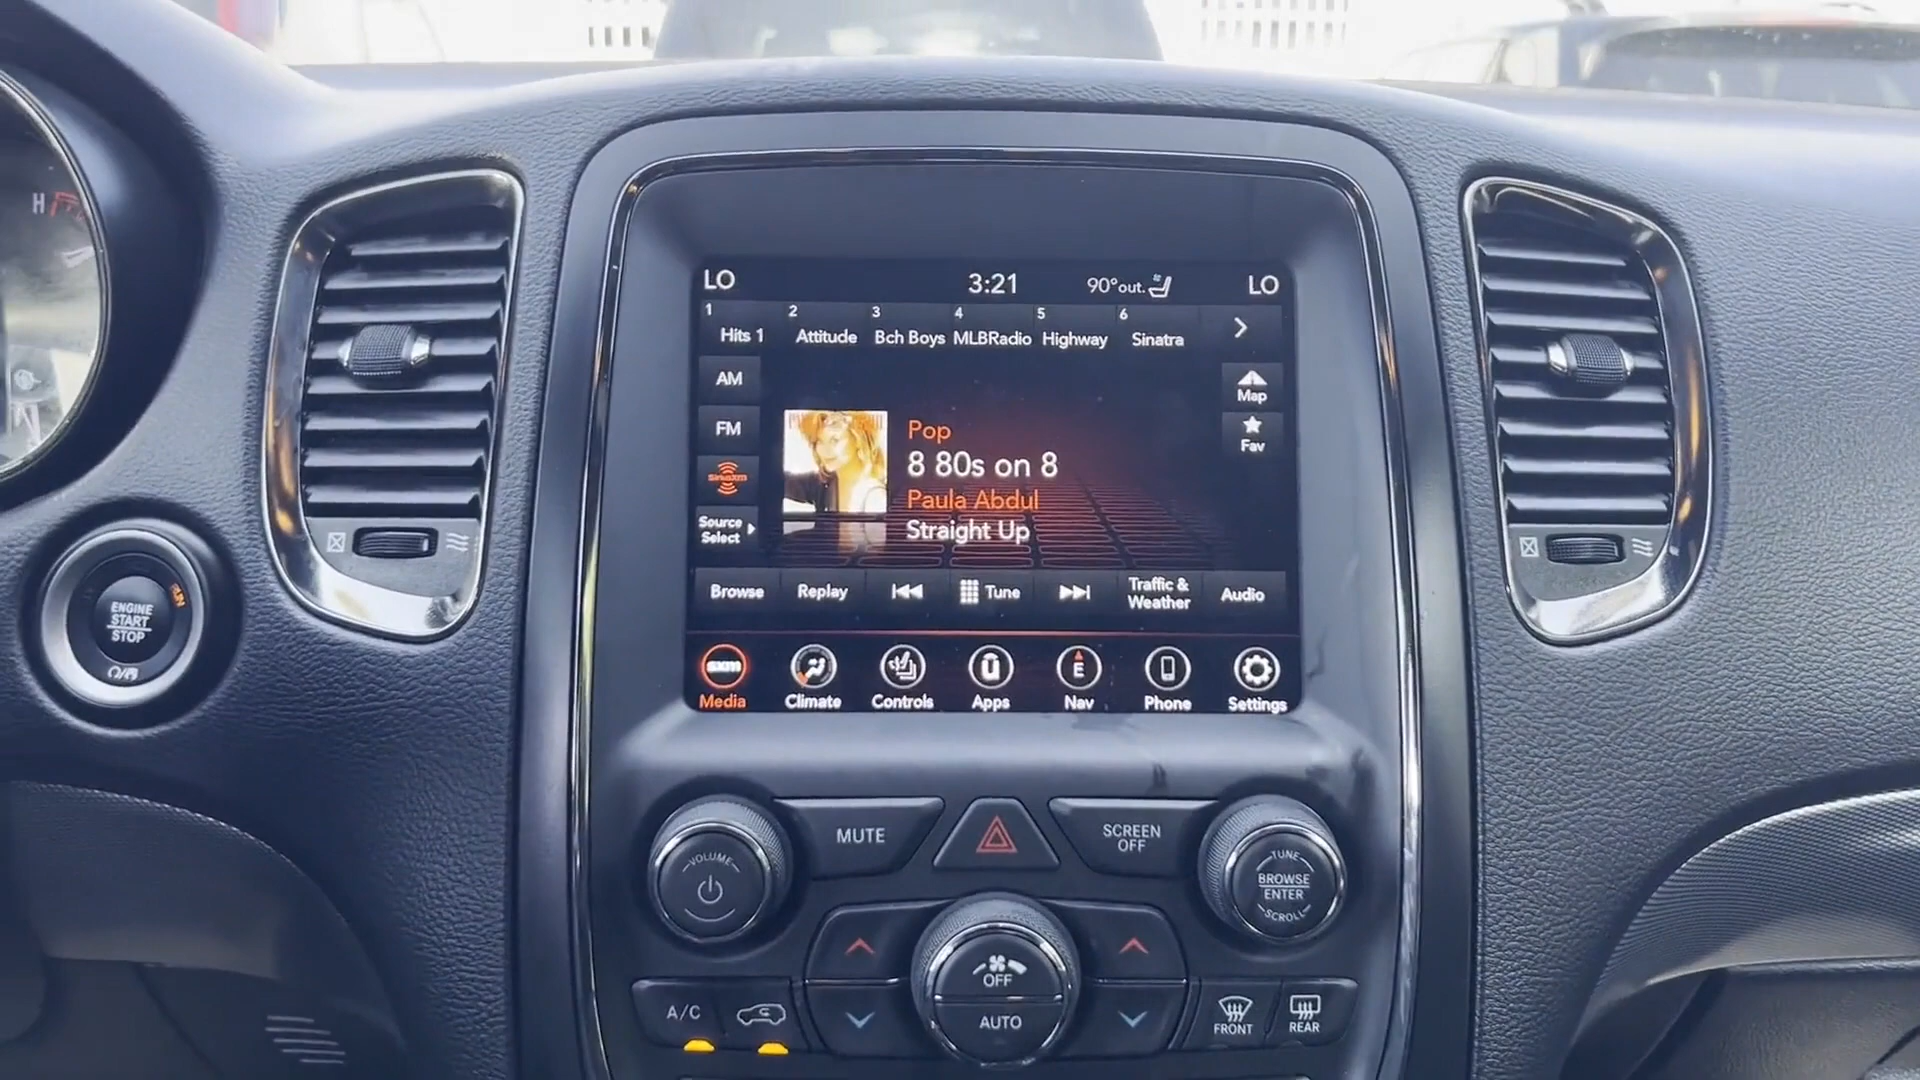 H
LO 3:21 90°out. LO
1 2 3 4 5 6
Hits 1 Attitude Bch Boys MLBRadio Highway Sinatra
AM
FM
SiriusXM
Source
Select
Pop
8 80s on 8
Paula Abdul
Straight Up
Map
Fav
Browse Replay Tune Traffic &
Weather Audio
sxm E
Media Climate Controls Apps Nav Phone Settings
ENGINE
START
STOP
RUN
MUTE
SCREEN
OFF
VOLUME
TUNE
BROWSE
ENTER
SCROLL
OFF
AUTO
A/C
FRONT
REAR